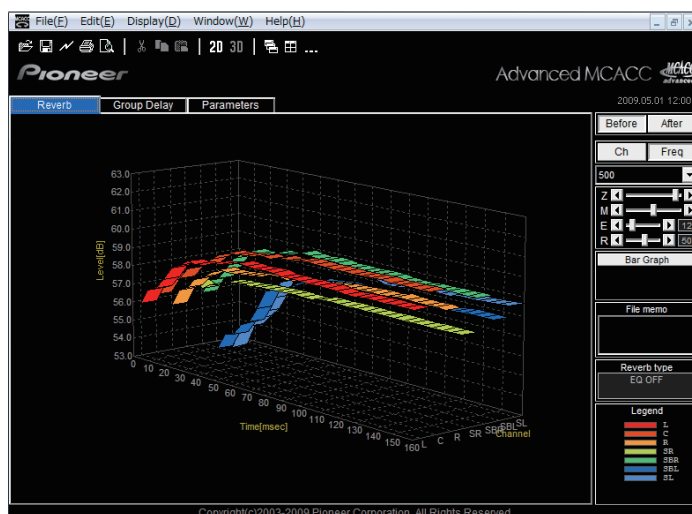 File(F) Edit(E) Display(D) Window(W) Help(H)
2D 3D ...
Pioneer
Advanced MCACC MCACC advanced
Reverb Group Delay Parameters
2009.05.01 12:00
Before After
Ch Freq
500
Z
M
E 12
R 50
Bar Graph
File memo
Reverb type
EQ OFF
Legend
L
C
R
SR
SBR
SBL
SL
63.0
62.0
61.0
60.0
59.0
58.0
57.0
56.0
55.0
54.0
53.0
Level[dB]
0 10 20 30 40 50 60 70 80 90 100 110 120 130 140 150 160
Time[msec]
L C R SR SBR SBL SL
Channel
Copyright(c)2003-2009 Pioneer Corporation. All Rights Reserved